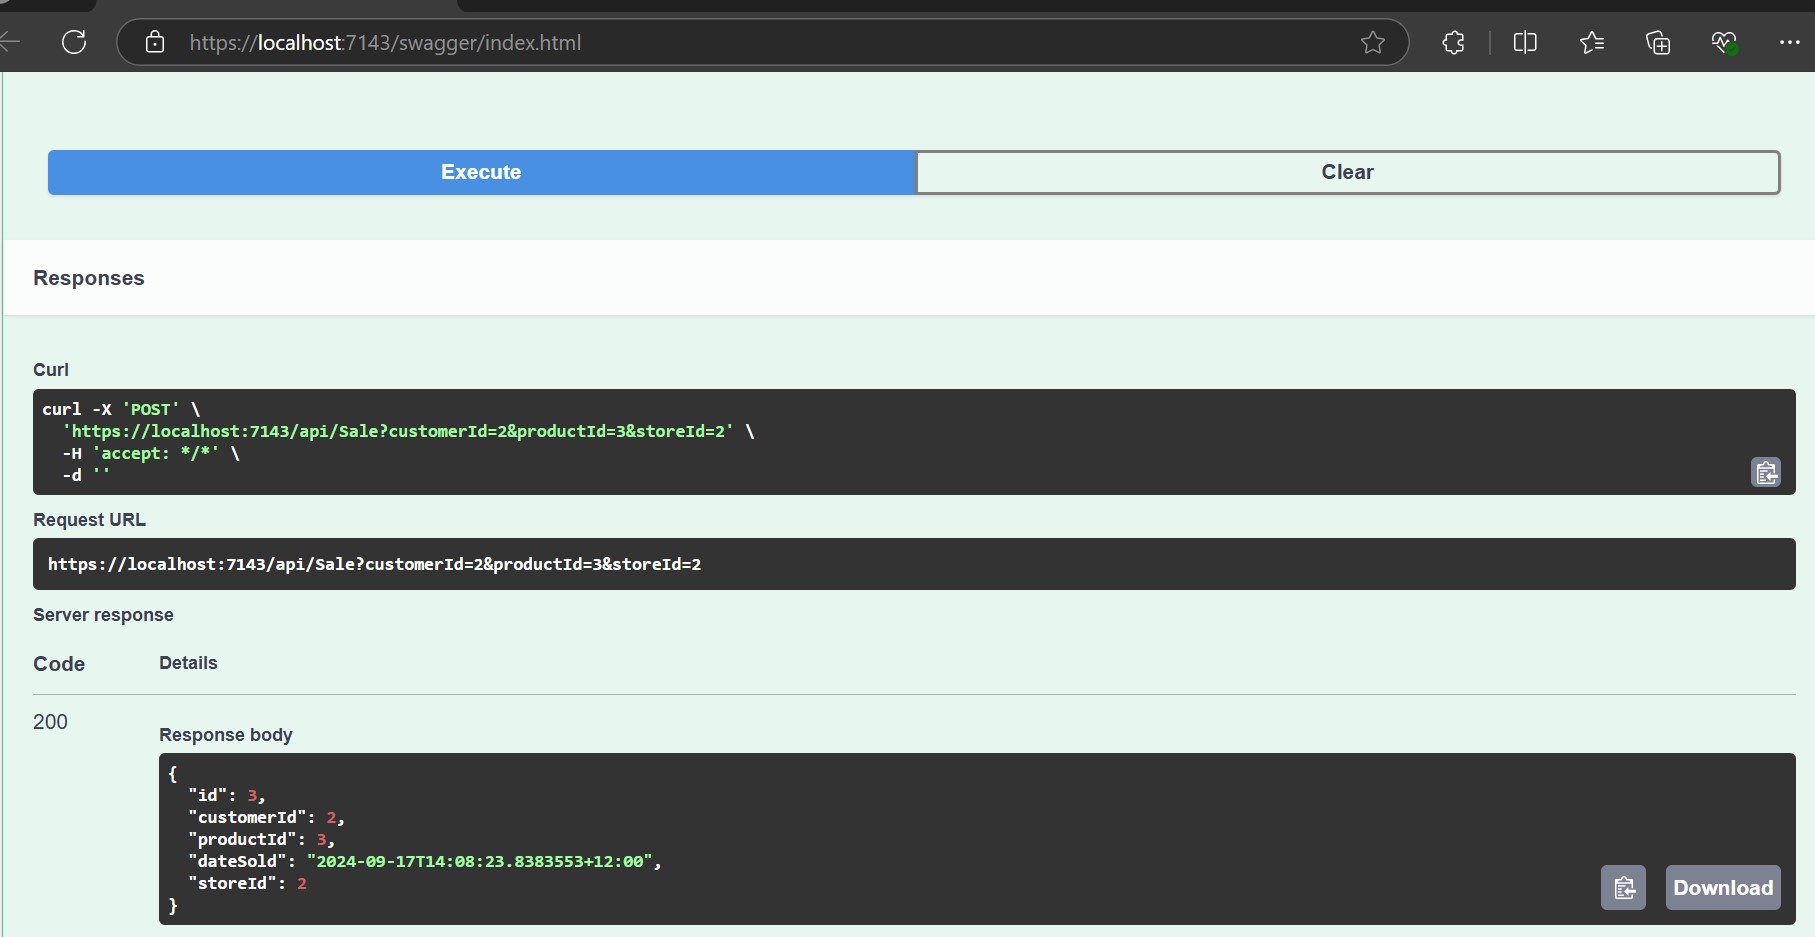 https://localhost:7143/swagger/index.html
Execute
Clear
Responses
Curl
curl -X 'POST' \
  'https://localhost:7143/api/Sale?customerId=2&productId=3&storeId=2' \
  -H 'accept: */*' \
  -d ''
Request URL
https://localhost:7143/api/Sale?customerId=2&productId=3&storeId=2
Server response
Code Details
200
Response body
{
  "id": 3,
  "customerId": 2,
  "productId": 3,
  "dateSold": "2024-09-17T14:08:23.8383553+12:00",
  "storeId": 2
}
Download